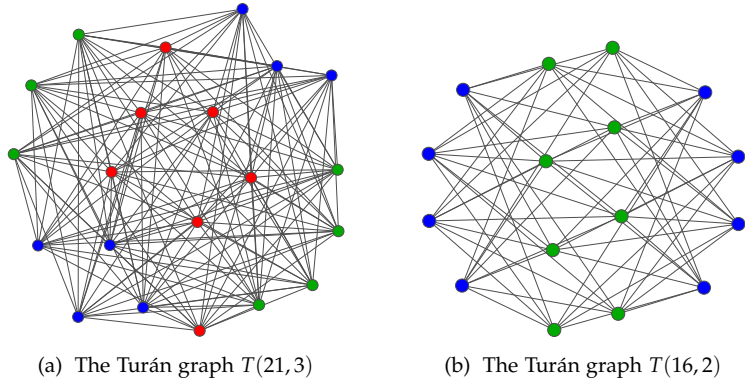 (a) The Turán graph T(21,3)
(b) The Turán graph T(16,2)